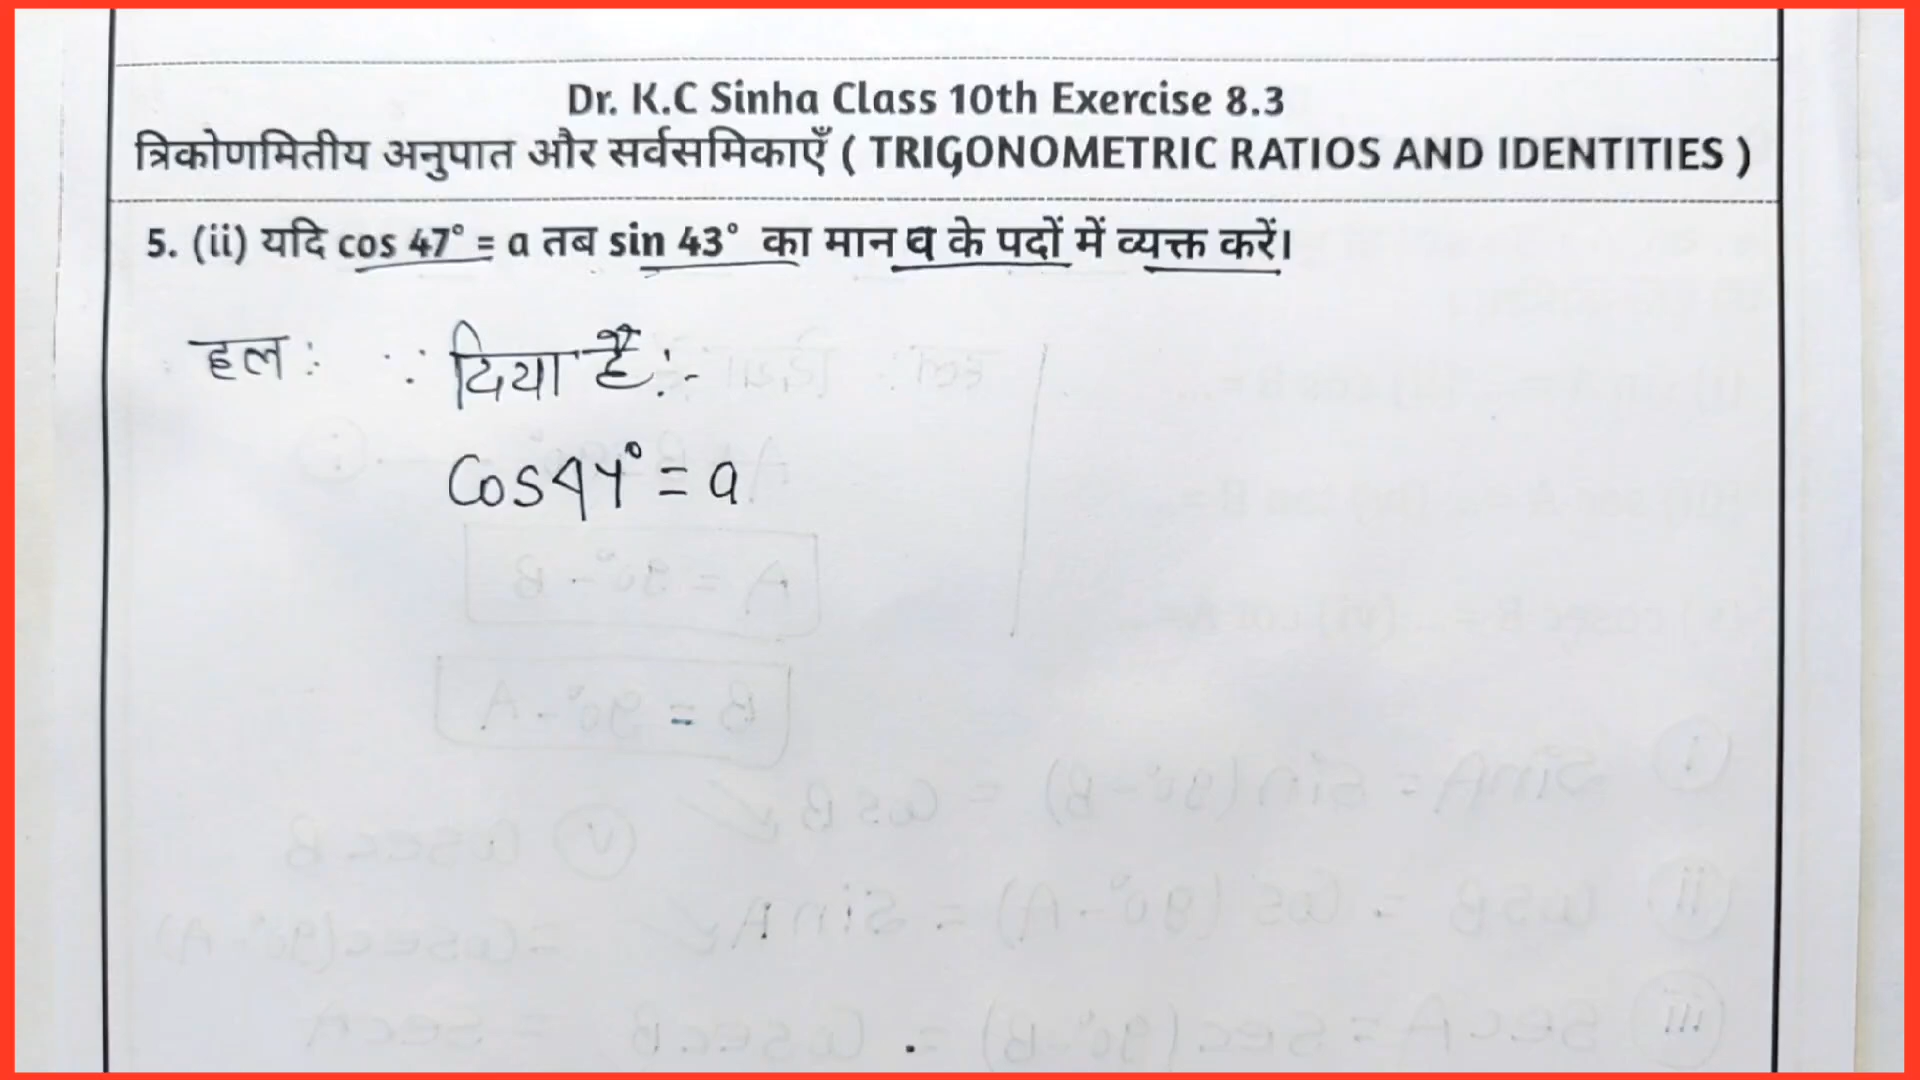 Dr. K.C Sinha Class 10th Exercise 8.3
त्रिकोणमितीय अनुपात और सर्वसमिकाएँ ( TRIGONOMETRIC RATIOS AND IDENTITIES )
5. (ii) यदि cos 47° = a तब sin 43° का मान a के पदों में व्यक्त करें।
हल : ∵ दिया है :-
Cos47° = a